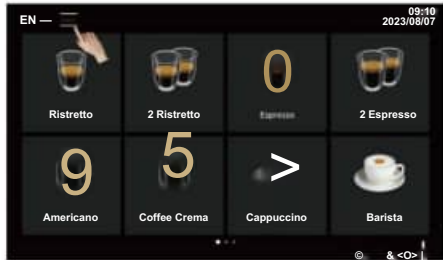 EN —
09:10
2023/08/07
Ristretto
2 Ristretto
0
Espresso
2 Espresso
9
5
>
Americano
Coffee Crema
Cappuccino
Barista
© & <O>